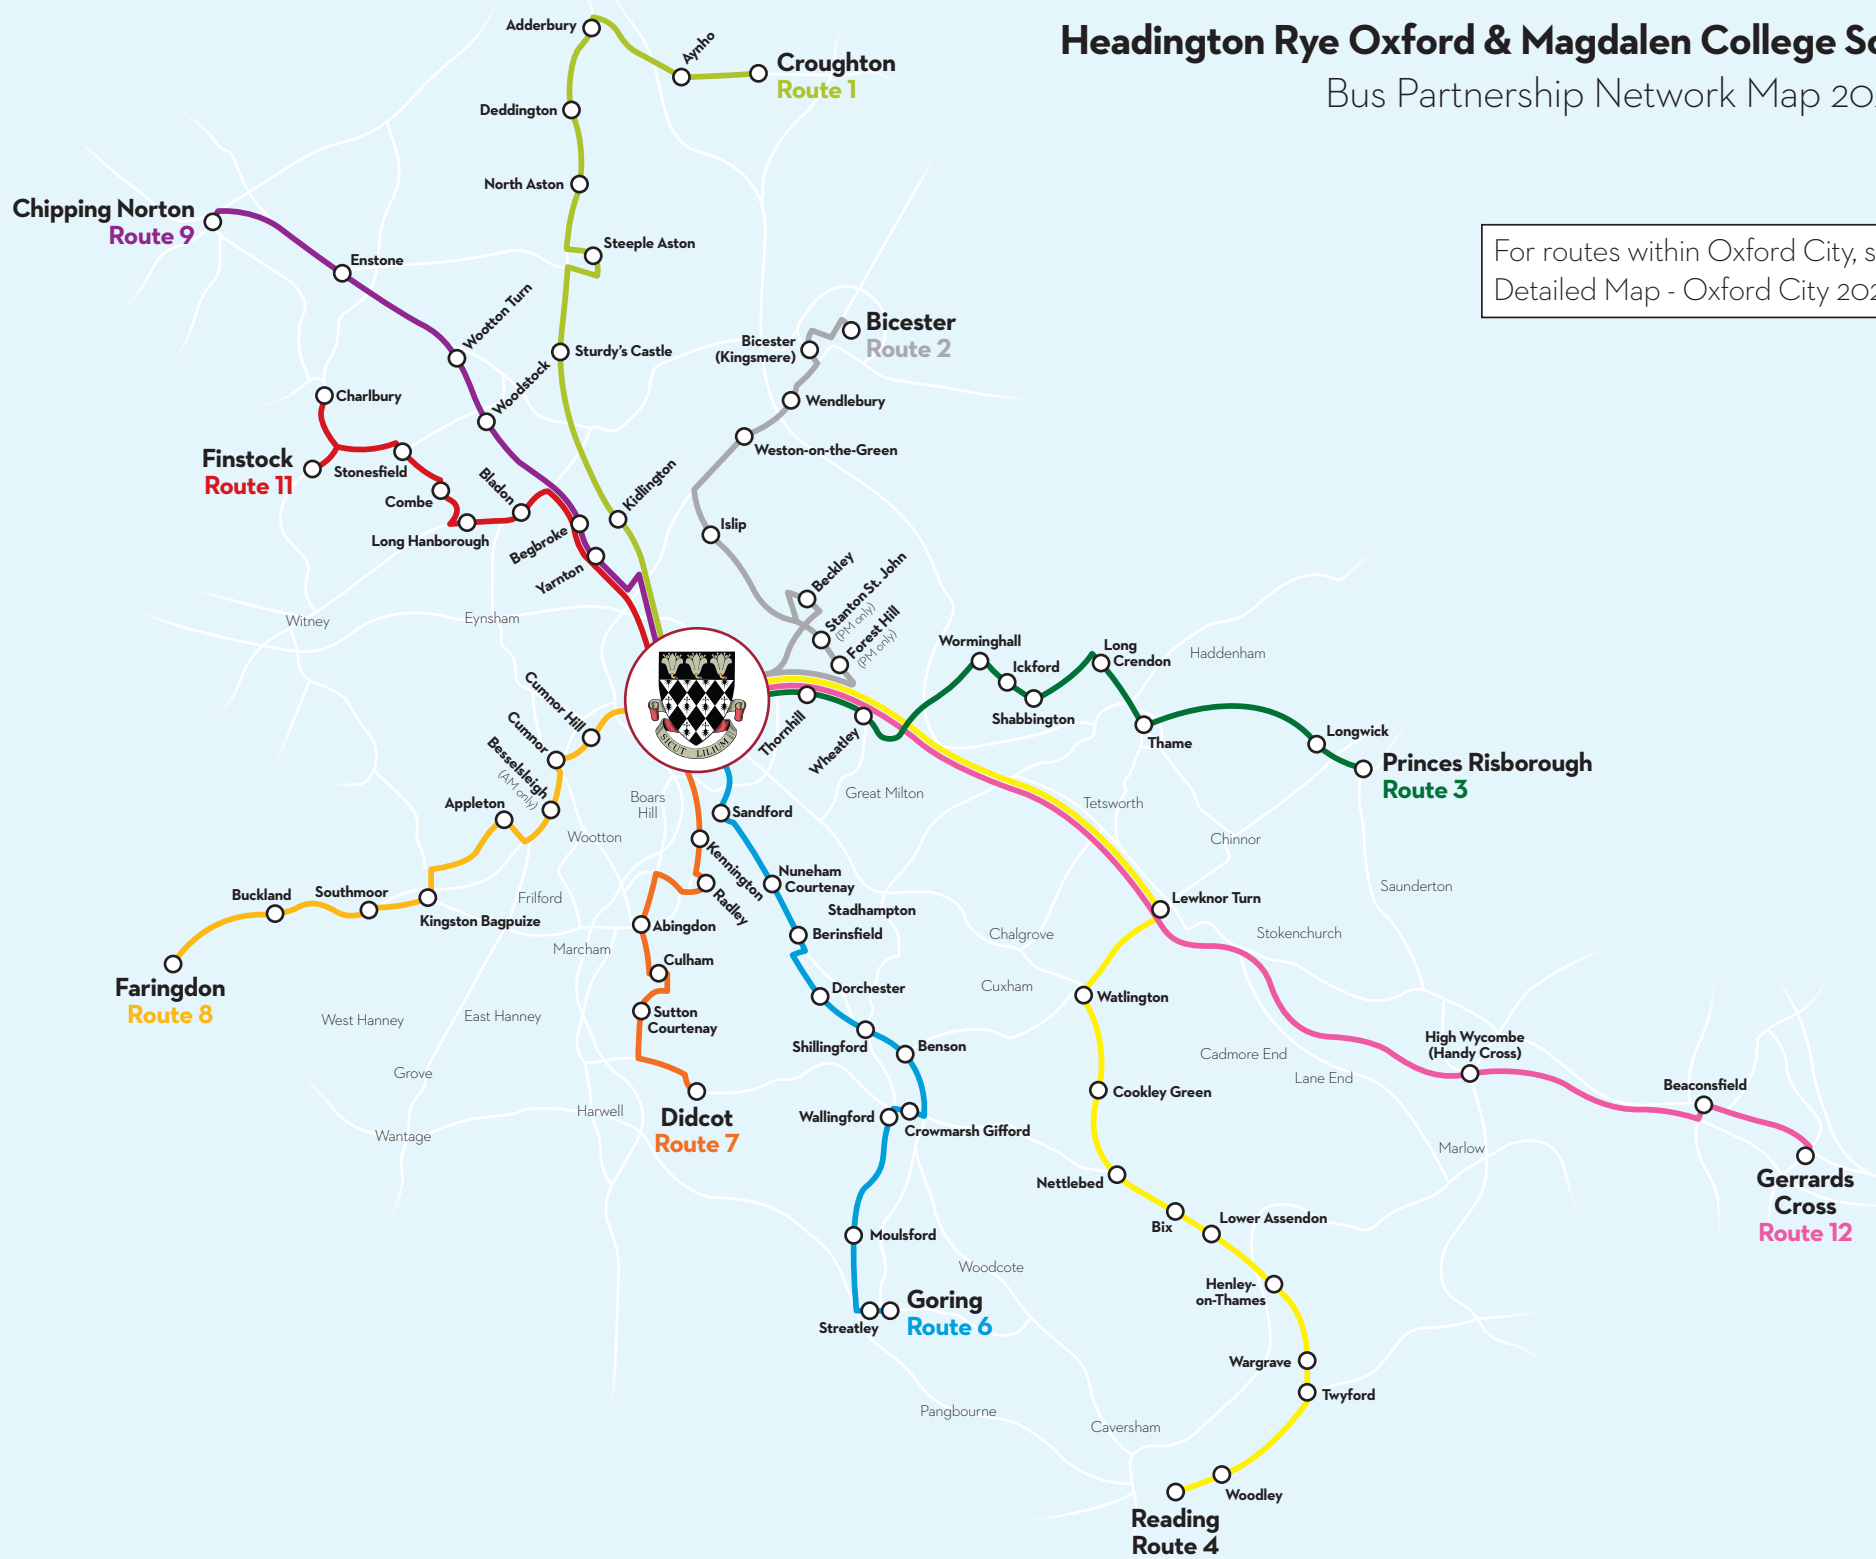 Headington Rye Oxford & Magdalen College Sc
Bus Partnership Network Map 20
For routes within Oxford City, s
Detailed Map - Oxford City 202
Adderbury
Aynho
Croughton
Route 1
Deddington
North Aston
Steeple Aston
Sturdy's Castle
Kidlington
Chipping Norton
Route 9
Enstone
Wootton Turn
Woodstock
Bicester
Route 2
Bicester
(Kingsmere)
Wendlebury
Weston-on-the-Green
Islip
Beckley
Stanton St. John
(PM only)
Forest Hill
(PM only)
Charlbury
Finstock
Route 11
Stonesfield
Combe
Long Hanborough
Bladon
Begbroke
Yarnton
Witney
Eynsham
SICUT LILIUM
Thornhill
Wheatley
Worminghall
Ickford
Shabbington
Long
Crendon
Haddenham
Thame
Longwick
Princes Risborough
Route 3
Cumnor Hill
Cumnor
Besselsleigh
(AM only)
Appleton
Boars
Hill
Wootton
Buckland
Southmoor
Kingston Bagpuize
Frilford
Faringdon
Route 8
Sandford
Kennington
Radley
Nuneham
Courtenay
Stadhampton
Berinsfield
Abingdon
Marcham
Culham
Sutton
Courtenay
Dorchester
Shillingford
Benson
West Hanney
East Hanney
Grove
Harwell
Wantage
Didcot
Route 7
Wallingford
Crowmarsh Gifford
Moulsford
Streatley
Goring
Route 6
Great Milton
Tetsworth
Chinnor
Saunderton
Lewknor Turn
Stokenchurch
Chalgrove
Cuxham
Watlington
Cadmore End
Lane End
Cookley Green
High Wycombe
(Handy Cross)
Beaconsfield
Marlow
Gerrards
Cross
Route 12
Nettlebed
Bix
Lower Assendon
Henley-
on-Thames
Woodcote
Wargrave
Twyford
Pangbourne
Caversham
Woodley
Reading
Route 4